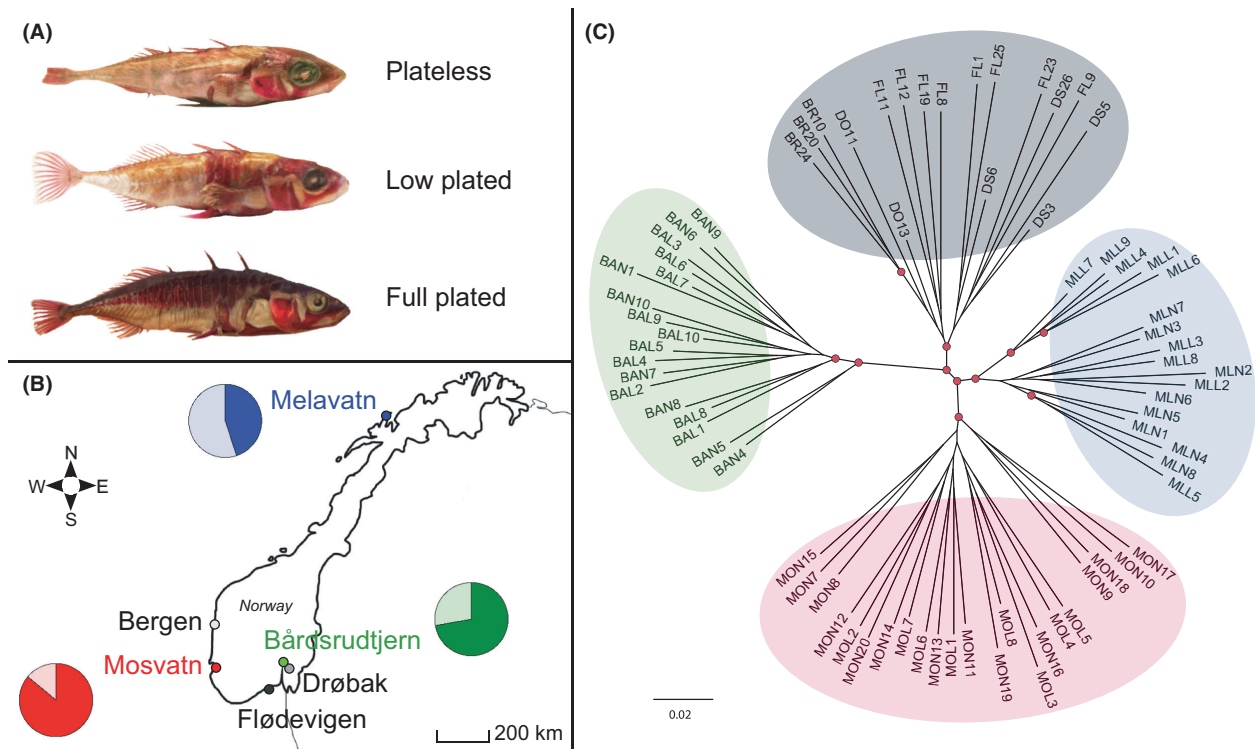 (A)
Plateless
Low plated
Full plated
(B)
Melavatn
N
W E
S
Bergen
Norway
Mosvatn
Bårdsrudtjern
Drøbak
Flødevigen
200 km
(C)
BR24
BR20
BR10
DO11
DO13
FL11
FL12
FL19
FL8
FL1
FL25
DS6
FL23
DS26
FL9
DS5
DS3
MLL7
MLL9
MLL4
MLL1
MLL6
MLN7
MLN3
MLL3
MLL8
MLN2
MLL2
MLN6
MLN5
MLN1
MLN4
MLN8
MLL5
BAN9
BAN6
BAL3
BAL6
BAN1
BAL7
BAN10
BAL9
BAL10
BAL5
BAL4
BAN7
BAL2
BAN8
BAL8
BAL1
BAN5
BAN4
MON15
MON7
MON8
MON12
MOL2
MON20
MON14
MOL7
MOL6
MON13
MOL1
MON11
MOL8
MON19
MOL3
MON16
MOL4
MOL5
MON9
MON18
MON10
MON17
0.02